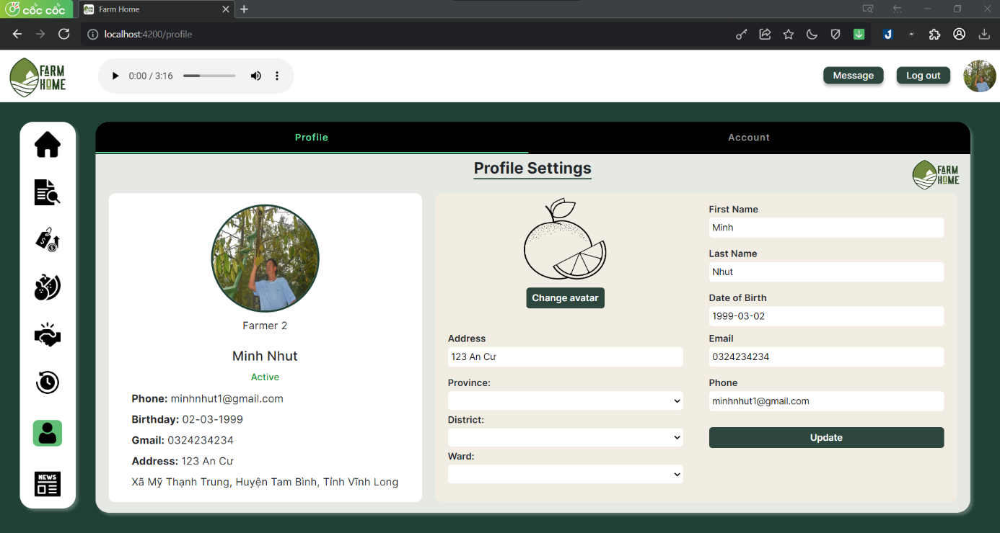 cốc cốc
Farm Home
localhost:4200/profile
FARM
HOME
0:00 / 3:16
Message
Log out
Profile
Account
Profile Settings
FARM
HOME
Farmer 2
Minh Nhut
Active
Phone: minhnhut1@gmail.com
Birthday: 02-03-1999
Gmail: 0324234234
Address: 123 An Cư
Xã Mỹ Thạnh Trung, Huyện Tam Bình, Tỉnh Vĩnh Long
Change avatar
Address
123 An Cư
Province:
District:
Ward:
First Name
Minh
Last Name
Nhut
Date of Birth
1999-03-02
Email
0324234234
Phone
minhnhut1@gmail.com
Update
NEWS